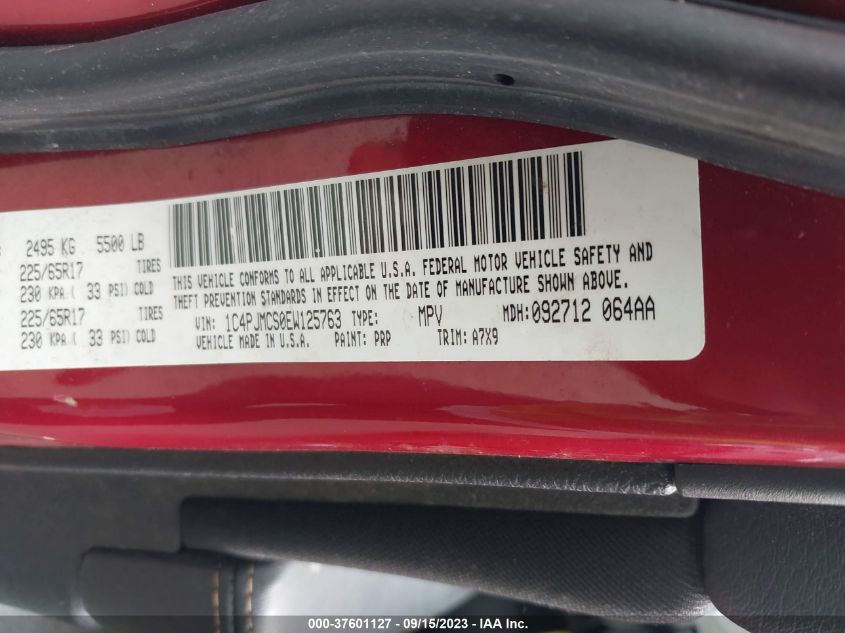 2495 KG 5500 LB
225/65R17 TIRES
230 KPA ( 33 PSI) COLD
225/65R17 TIRES
230 KPA ( 33 PSI) COLD
THIS VEHICLE CONFORMS TO ALL APPLICABLE U.S.A. FEDERAL MOTOR VEHICLE SAFETY AND
THEFT PREVENTION STANDARDS IN EFFECT ON THE DATE OF MANUFACTURE SHOWN ABOVE.
VIN: 1C4PJMCS0EW125763 TYPE: MPV MDH:092712 064AA
VEHICLE MADE IN U.S.A. PAINT: PRP TRIM: A7X9
000-37601127 - 09/15/2023 - IAA Inc.